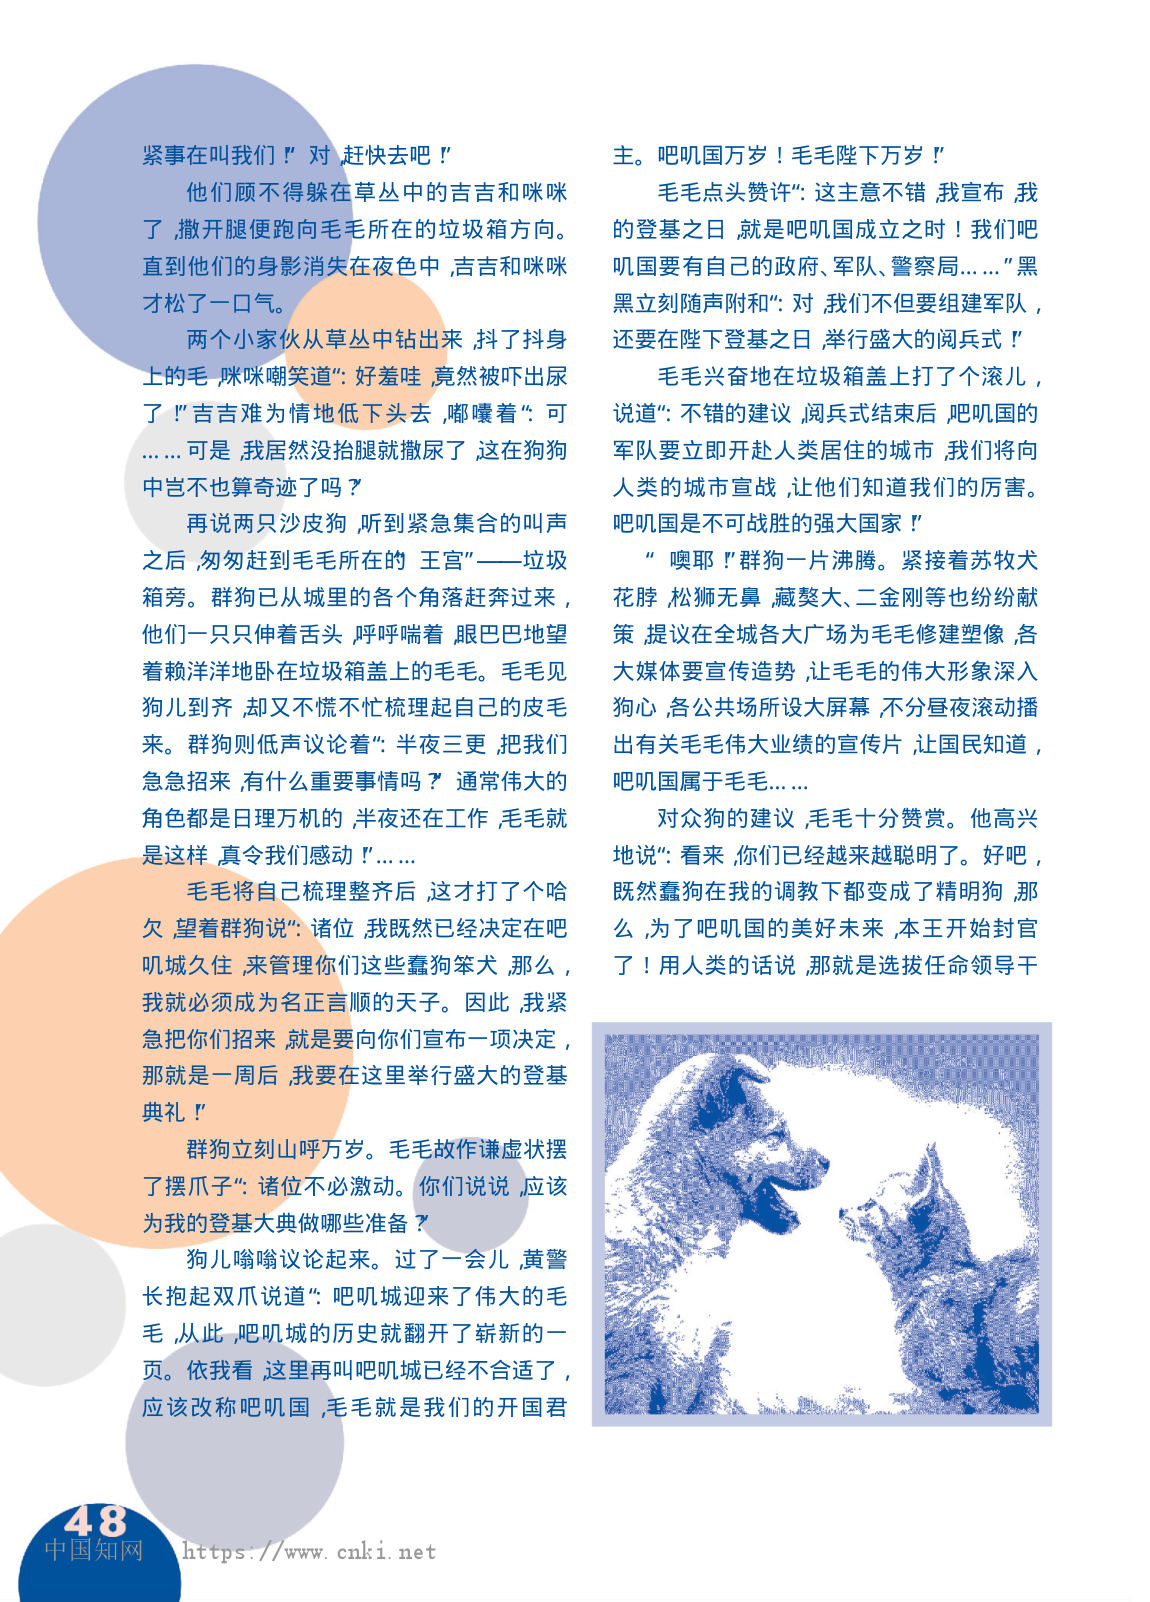 紧事在叫我们！”“对，赶快去吧！”
他们顾不得躲在草丛中的吉吉和咪咪
了，撒开腿便跑向毛毛所在的垃圾箱方向。
直到他们的身影消失在夜色中，吉吉和咪咪
才松了一口气。
两个小家伙从草丛中钻出来，抖了抖身
上的毛，咪咪嘲笑道：“好羞哇，竟然被吓出尿
了！”吉吉难为情地低下头去，嘟囔着：“可
……可是，我居然没抬腿就撒尿了，这在狗狗
中岂不也算奇迹了吗？”
再说两只沙皮狗，听到紧急集合的叫声
之后，匆匆赶到毛毛所在的“王宫”——垃圾
箱旁。群狗已从城里的各个角落赶奔过来，
他们一只只伸着舌头，呼呼喘着，眼巴巴地望
着赖洋洋地卧在垃圾箱盖上的毛毛。毛毛见
狗儿到齐，却又不慌不忙梳理起自己的皮毛
来。群狗则低声议论着：“半夜三更，把我们
急急招来，有什么重要事情吗？”“通常伟大的
角色都是日理万机的，半夜还在工作，毛毛就
是这样，真令我们感动！”……
毛毛将自己梳理整齐后，这才打了个哈
欠，望着群狗说：“诸位，我既然已经决定在吧
叽城久住，来管理你们这些蠢狗笨犬，那么，
我就必须成为名正言顺的天子。因此，我紧
急把你们招来，就是要向你们宣布一项决定，
那就是一周后，我要在这里举行盛大的登基
典礼！”
群狗立刻山呼万岁。毛毛故作谦虚状摆
了摆爪子：“诸位不必激动。你们说说，应该
为我的登基大典做哪些准备？”
狗儿嗡嗡议论起来。过了一会儿，黄警
长抱起双爪说道：“吧叽城迎来了伟大的毛
毛，从此，吧叽城的历史就翻开了崭新的一
页。依我看，这里再叫吧叽城已经不合适了，
应该改称吧叽国，毛毛就是我们的开国君
主。吧叽国万岁！毛毛陛下万岁！”
毛毛点头赞许：“这主意不错，我宣布，我
的登基之日，就是吧叽国成立之时！我们吧
叽国要有自己的政府、军队、警察局……”黑
黑立刻随声附和：“对，我们不但要组建军队，
还要在陛下登基之日，举行盛大的阅兵式！”
毛毛兴奋地在垃圾箱盖上打了个滚儿，
说道：“不错的建议，阅兵式结束后，吧叽国的
军队要立即开赴人类居住的城市，我们将向
人类的城市宣战，让他们知道我们的厉害。
吧叽国是不可战胜的强大国家！”
“噢耶！”群狗一片沸腾。紧接着苏牧犬
花脖，松狮无鼻，藏獒大、二金刚等也纷纷献
策，提议在全城各大广场为毛毛修建塑像，各
大媒体要宣传造势，让毛毛的伟大形象深入
狗心，各公共场所设大屏幕，不分昼夜滚动播
出有关毛毛伟大业绩的宣传片，让国民知道，
吧叽国属于毛毛……
对众狗的建议，毛毛十分赞赏。他高兴
地说：“看来，你们已经越来越聪明了。好吧，
既然蠢狗在我的调教下都变成了精明狗，那
么，为了吧叽国的美好未来，本王开始封官
了！用人类的话说，那就是选拔任命领导干
48
中国知网 https://www.cnki.net